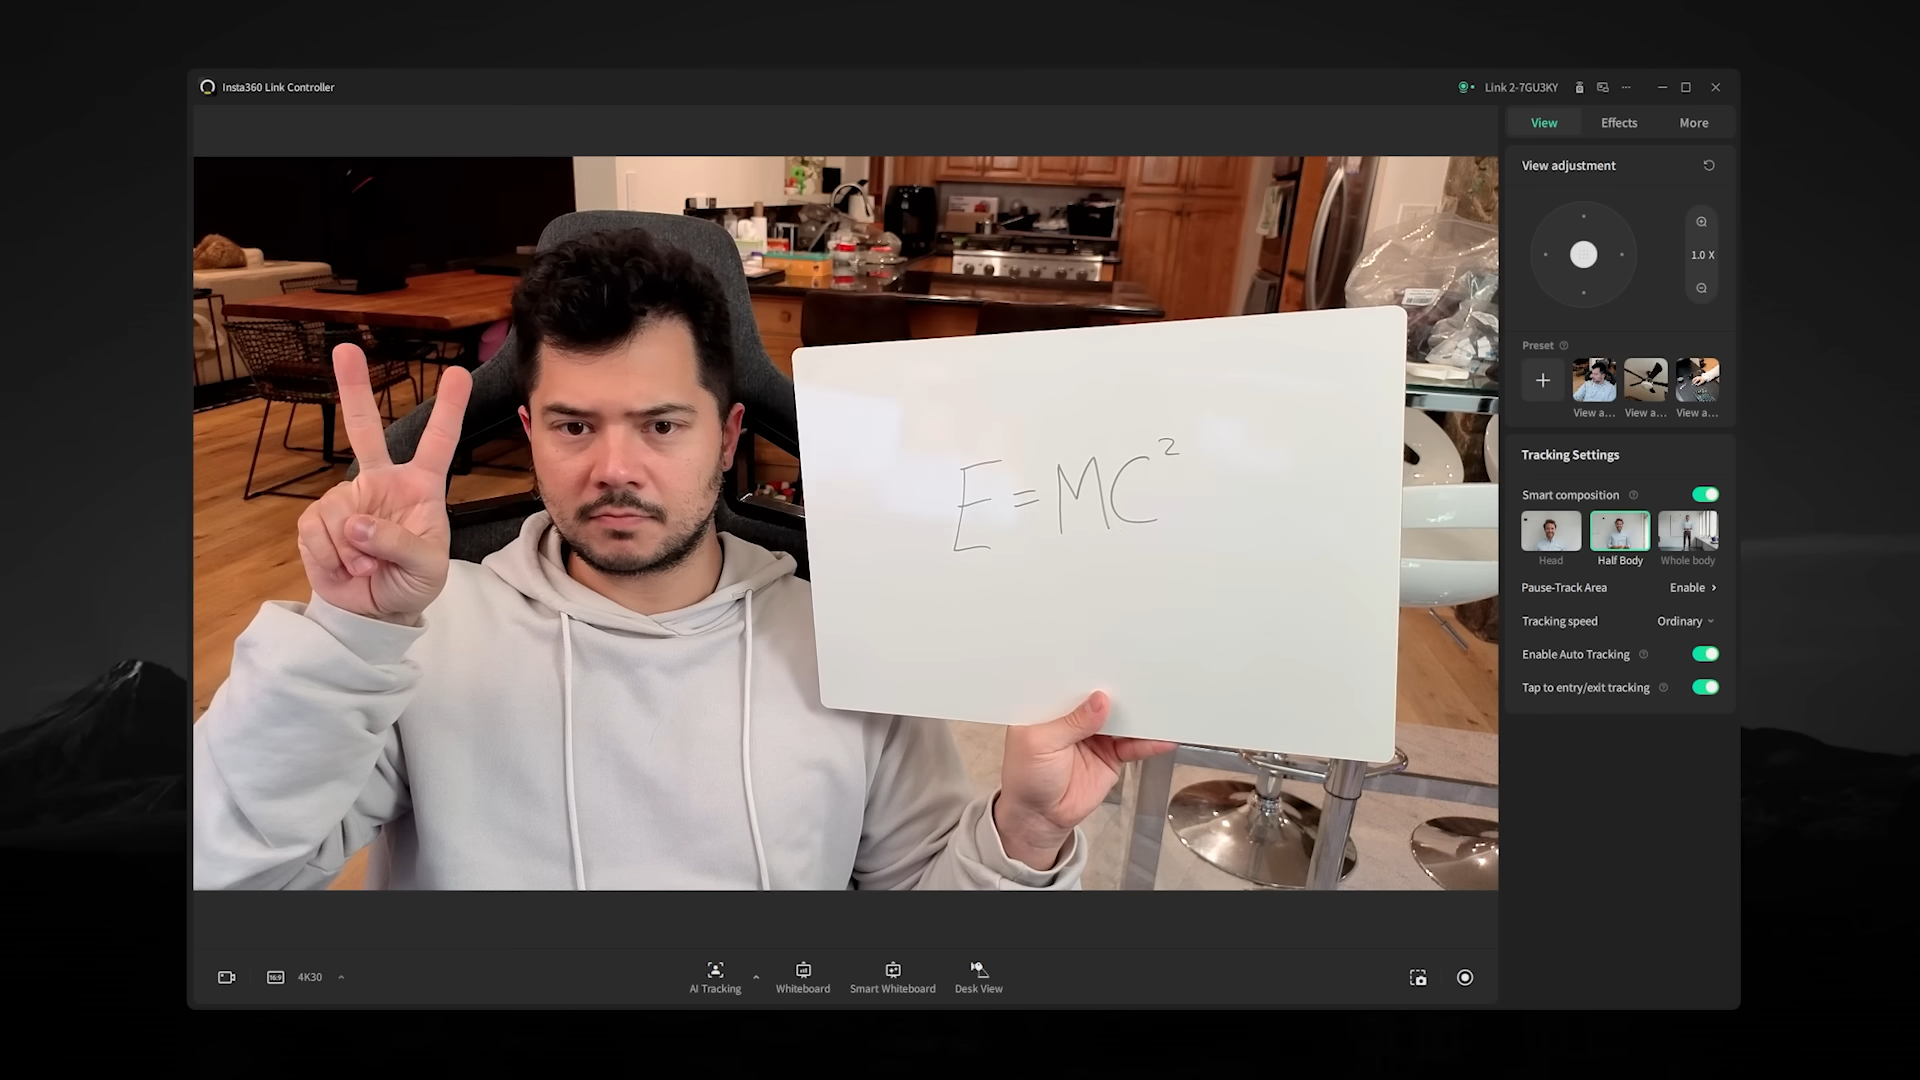 Insta360 Link Controller
Link 2-7GU3KY
View Effects More
View adjustment
1.0 X
Preset
View a... View a... View a...
E=MC²
Tracking Settings
Smart composition
Head Half Body Whole body
Pause-Track Area Enable
Tracking speed Ordinary
Enable Auto Tracking
Tap to entry/exit tracking
16:9 4K30
AI Tracking Whiteboard Smart Whiteboard Desk View